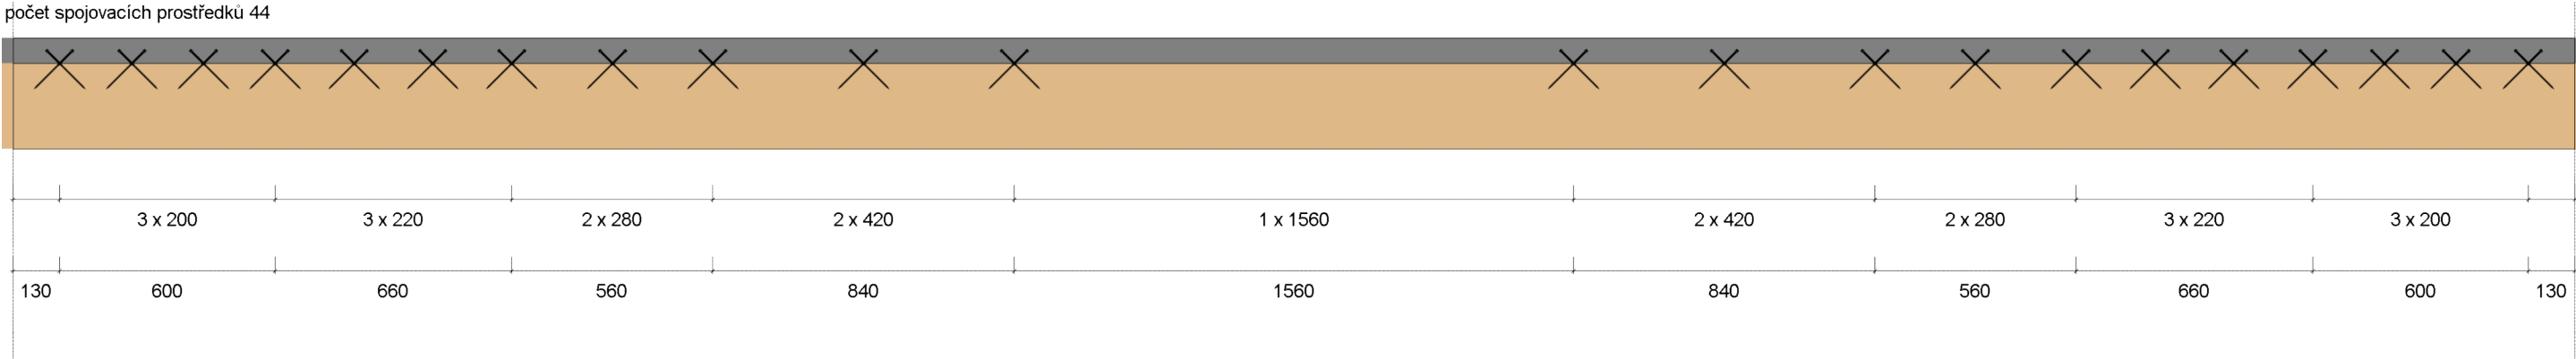 počet spojovacích prostředků 44
3 x 200 3 x 220 2 x 280 2 x 420 1 x 1560 2 x 420 2 x 280 3 x 220 3 x 200
130 600 660 560 840 1560 840 560 660 600 130